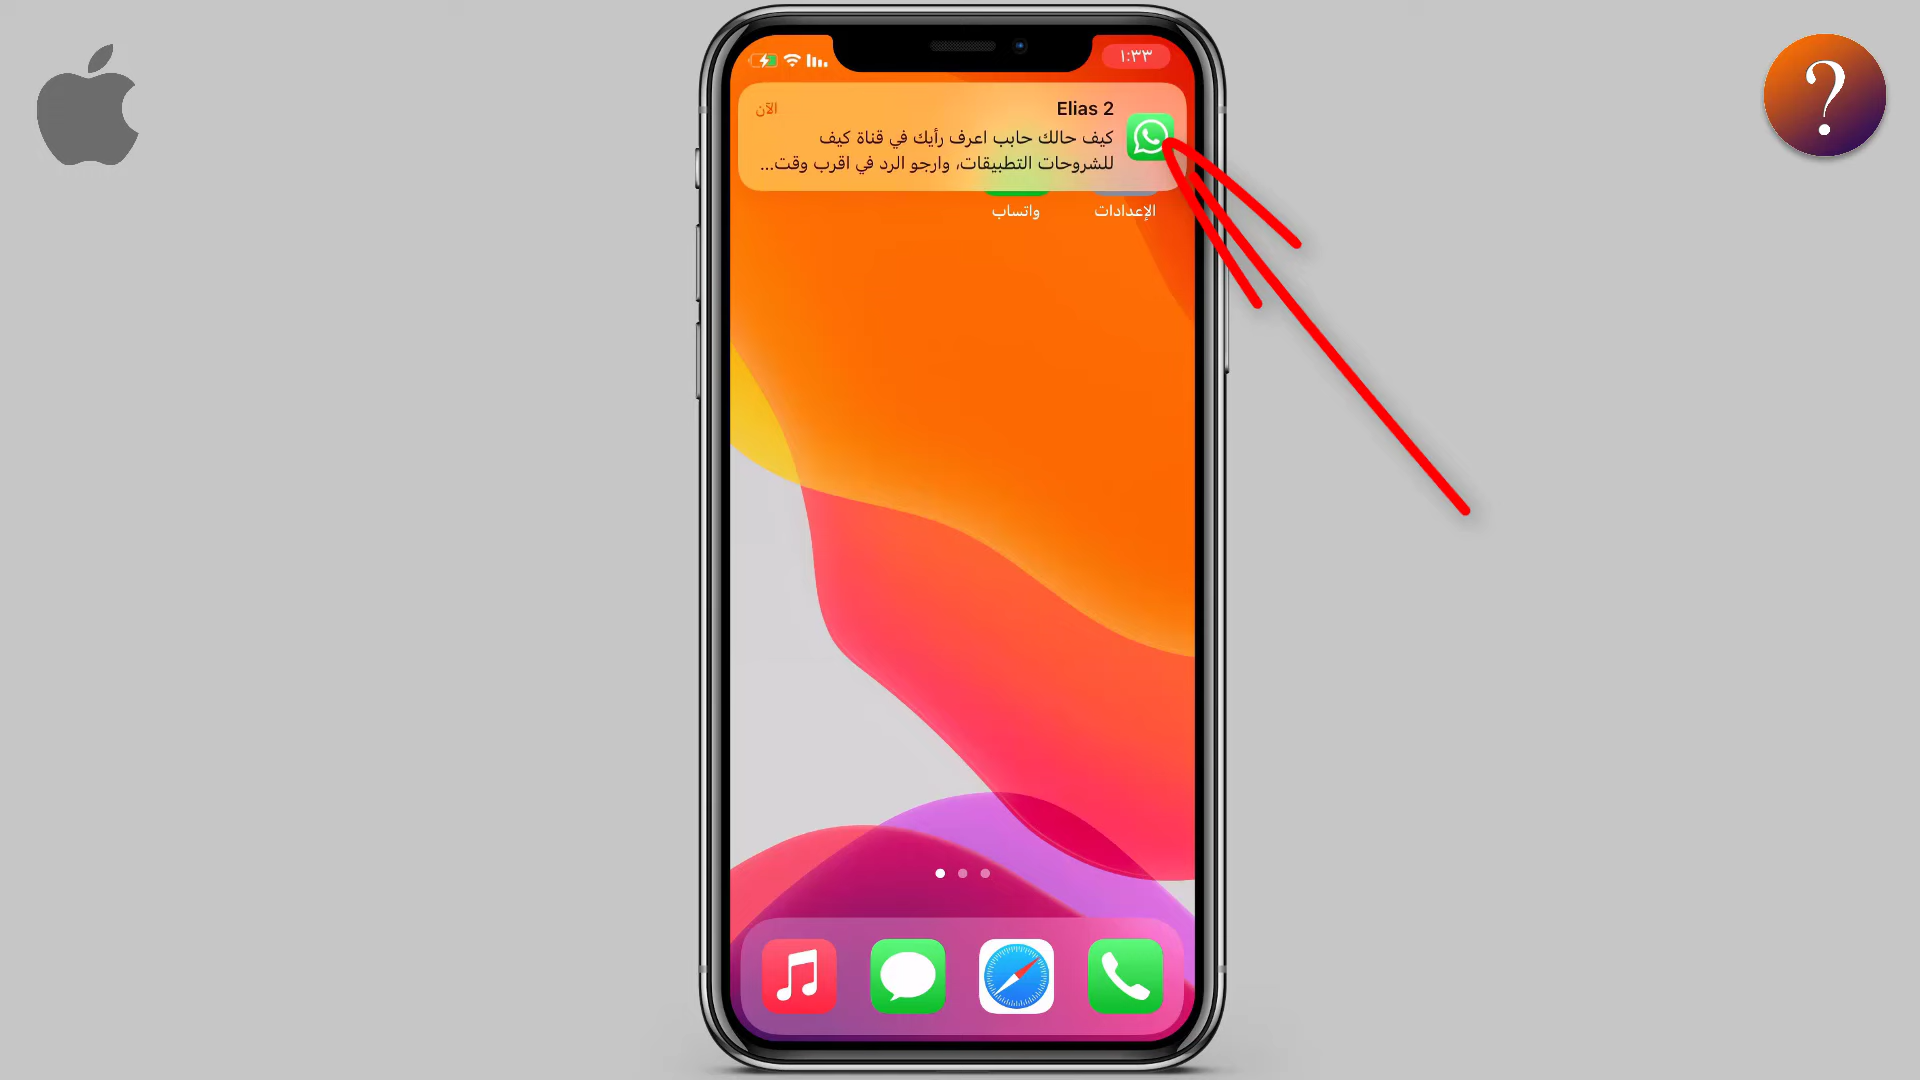 ١:٣٣
Elias 2
الآن
كيف حالك حابب اعرف رأيك في قناة كيف
للشروحات التطبيقات، وارجو الرد في اقرب وقت...
الإعدادات
واتساب
?